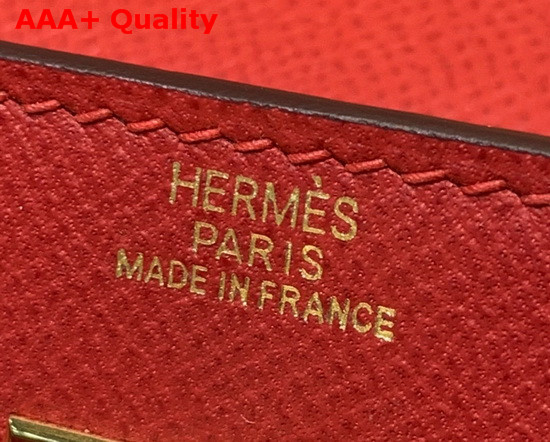 AAA+ Quality
HERMÈS
PARIS
MADE IN FRANCE